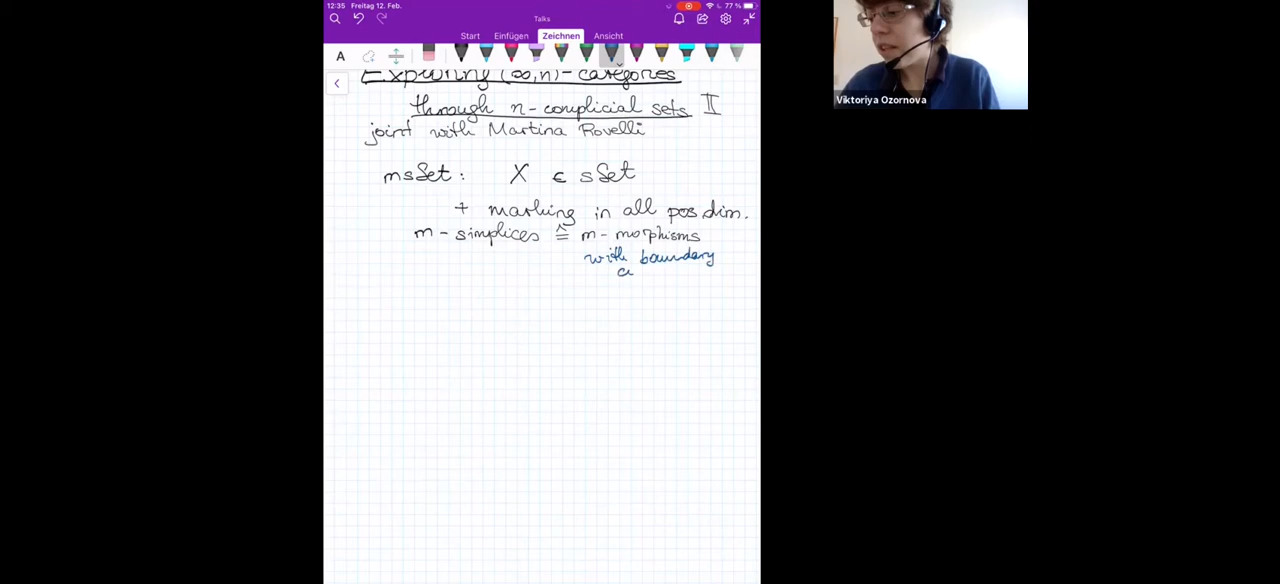 12:35 Freitag 12. Feb.
77 %
Talks
Start Einfügen Zeichnen Ansicht
A
Exploring (∞,n)-categories
through n-complicial sets II
joint with Martina Rovelli
msSet: X ∈ sSet
+ marking in all pos. dim.
m-simplices ≙ m-morphisms
with boundary
a
Viktoriya Ozornova